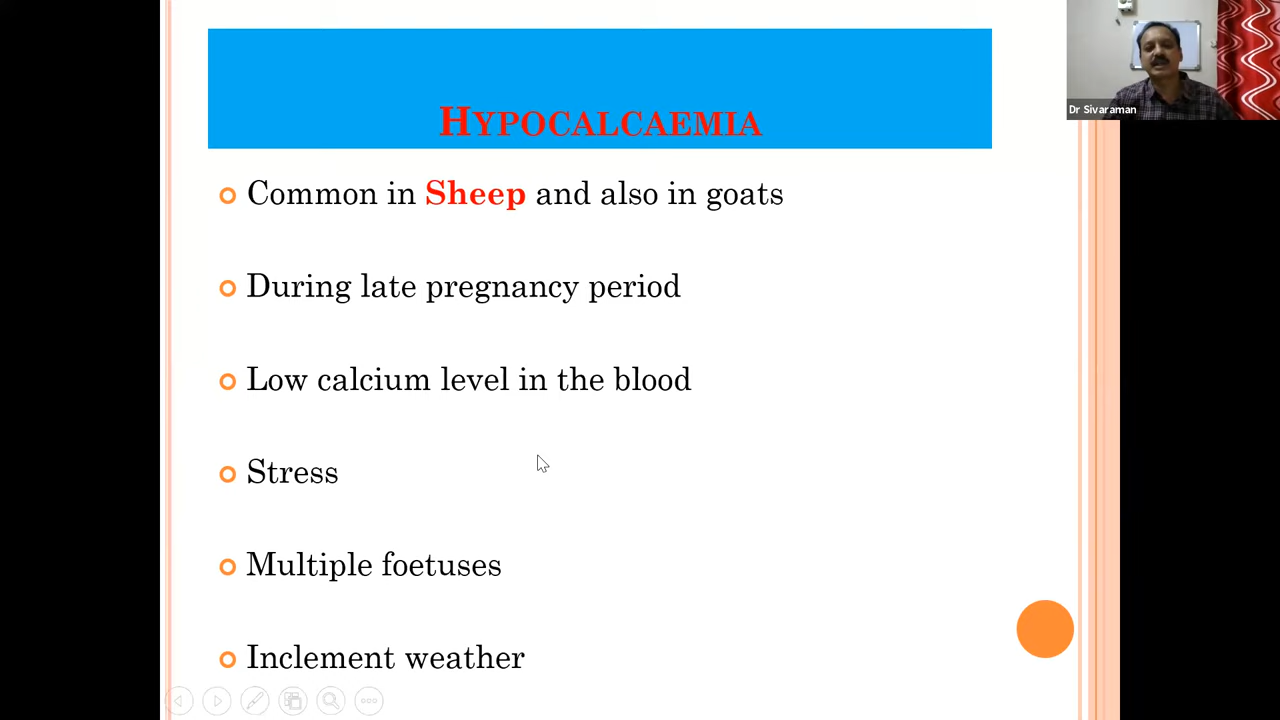 HYPOCALCAEMIA
Common in Sheep and also in goats
During late pregnancy period
Low calcium level in the blood
Stress
Multiple foetuses
Inclement weather
Dr Sivaraman